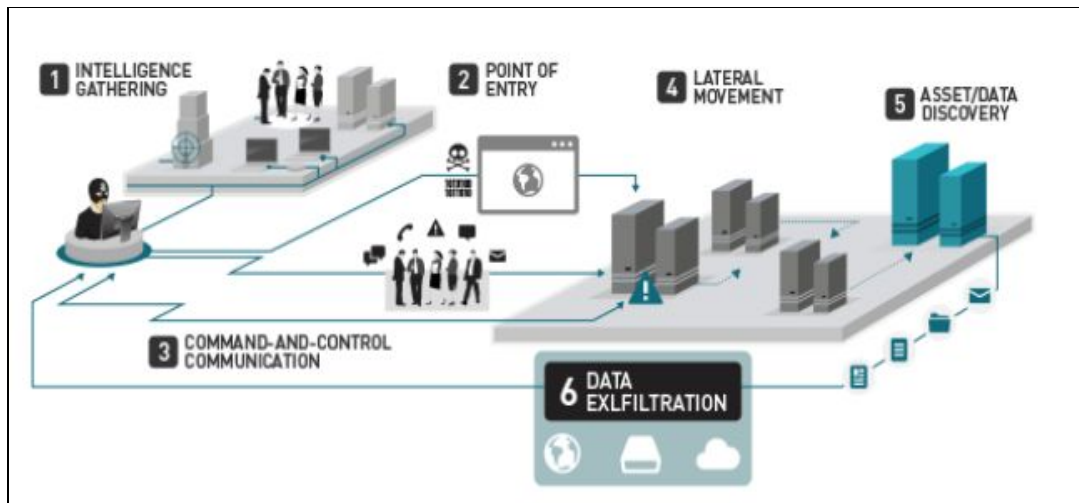 1 INTELLIGENCE
GATHERING
2 POINT OF
ENTRY
3 COMMAND-AND-CONTROL
COMMUNICATION
4 LATERAL
MOVEMENT
5 ASSET/DATA
DISCOVERY
6 DATA
EXLFILTRATION